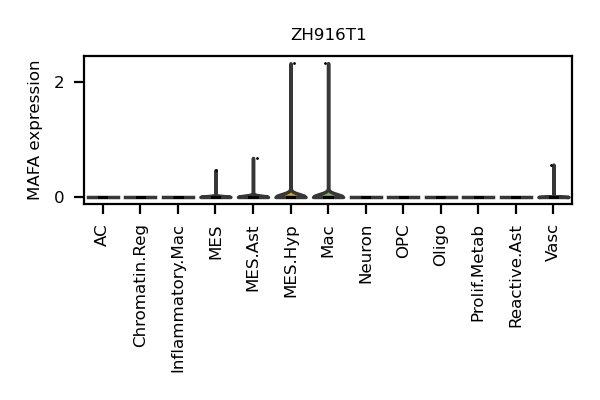 ZH916T1
MAFA expression
2
0
AC
Chromatin.Reg
Inflammatory.Mac
MES
MES.Ast
MES.Hyp
Mac
Neuron
OPC
Oligo
Prolif.Metab
Reactive.Ast
Vasc